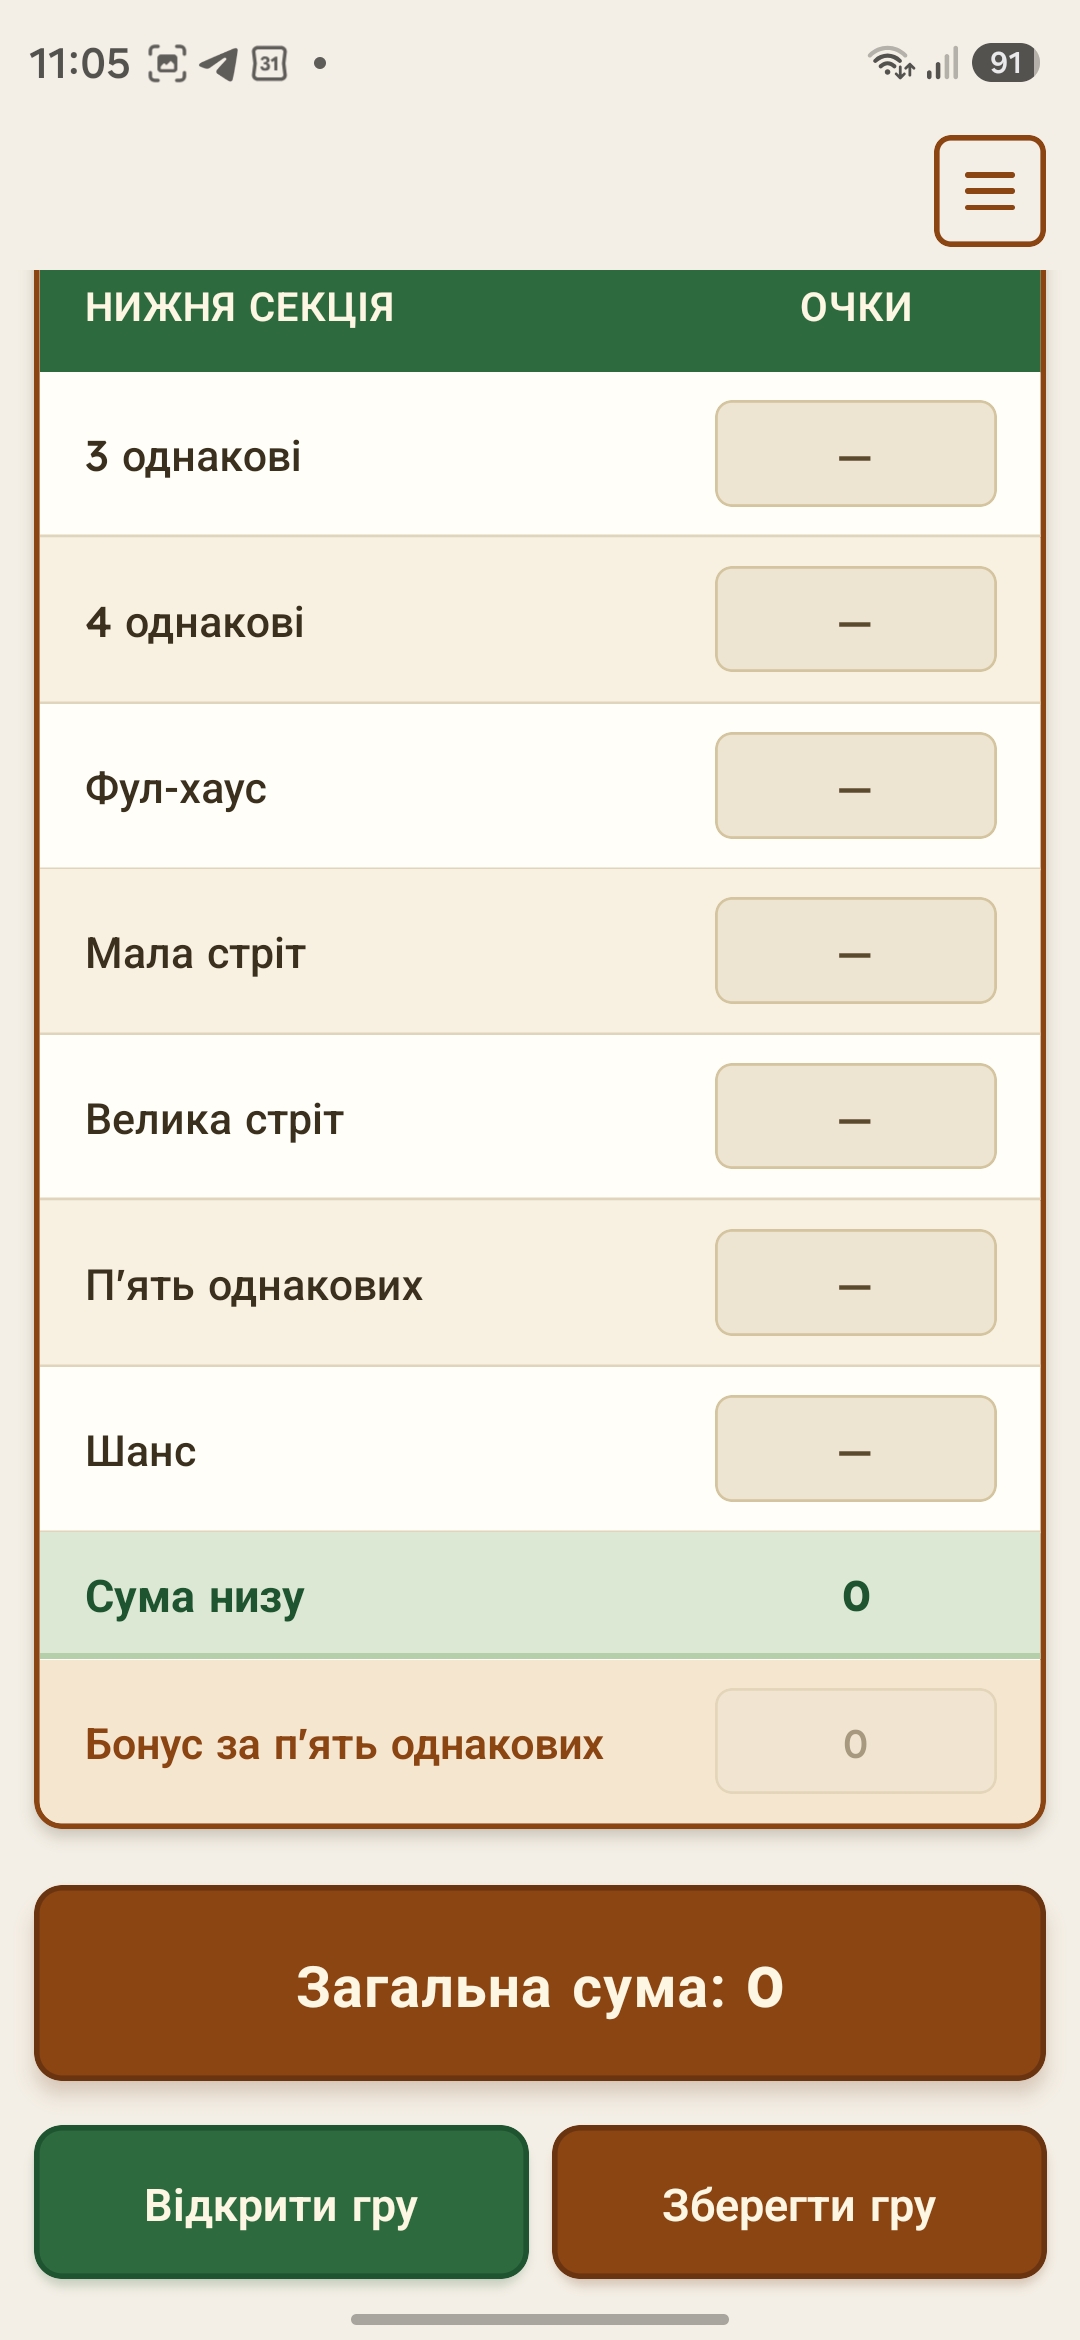 11:05 31 91
НИЖНЯ СЕКЦІЯ ОЧКИ
3 однакові —
4 однакові —
Фул-хаус —
Мала стріт —
Велика стріт —
П'ять однакових —
Шанс —
Сума низу 0
Бонус за п'ять однакових 0
Загальна сума: 0
Відкрити гру Зберегти гру